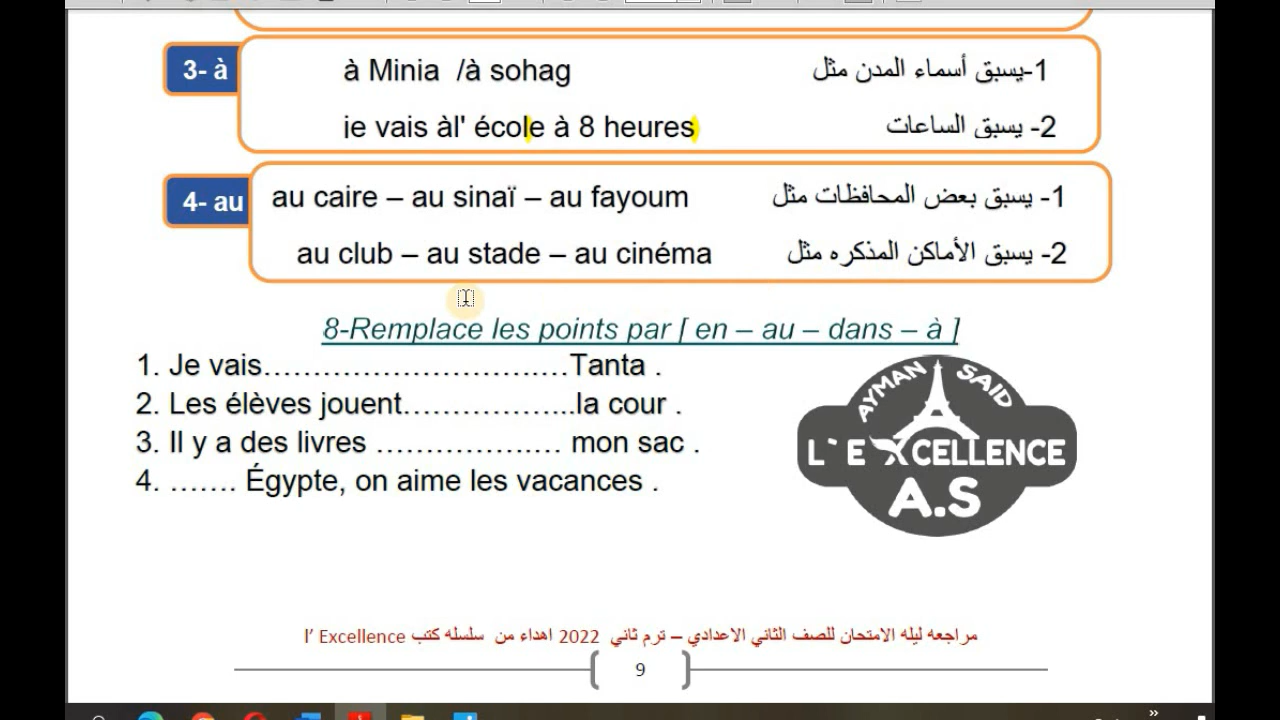 3- à
à Minia /à sohag
1-يسبق أسماء المدن مثل
je vais àl' école à 8 heures
2- يسبق الساعات
4- au
au caire – au sinaï – au fayoum
1- يسبق بعض المحافظات مثل
au club – au stade – au cinéma
2- يسبق الأماكن المذكره مثل
8-Remplace les points par [ en – au – dans – à ]
1. Je vais……………………………Tanta .
2. Les élèves jouent………………..la cour .
3. Il y a des livres ………………… mon sac .
4. ……. Égypte, on aime les vacances .
AYMAN SAID
L`EXCELLENCE
A.S
مراجعه ليله الامتحان للصف الثاني الاعدادي – ترم ثاني 2022 اهداء من سلسله كتب l’ Excellence
9